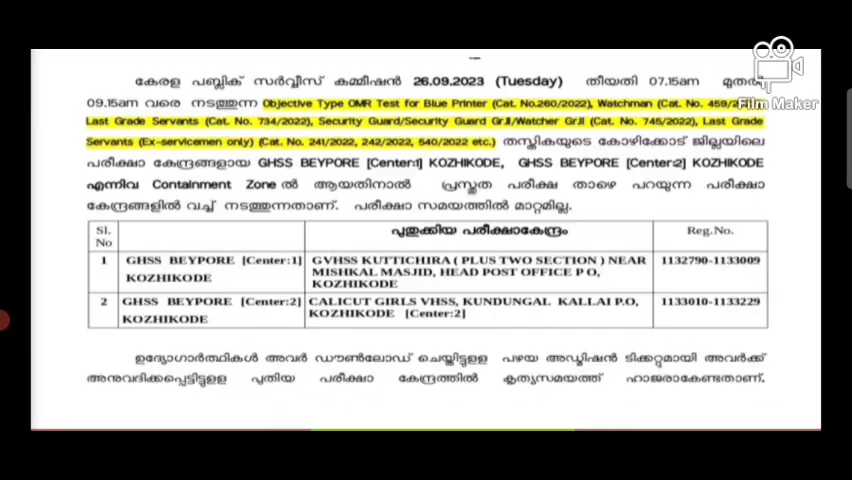 കേരള പബ്ലിക് സർവ്വീസ് കമ്മീഷൻ 26.09.2023 (Tuesday) തീയതി 07.15am മുതൽ
09.15am വരെ നടത്തുന്ന Objective Type OMR Test for Blue Printer (Cat. No.260/2022), Watchman (Cat. No.
Last Grade Servants (Cat. No. 734/2022), Security Guard/Security Guard Gr.II/Watcher Gr.II (Cat. No. 745/2022), Last Grade
Servants (Ex-servicemen only) (Cat. No. 241/2022, 242/2022, 540/2022 etc.) തസ്തികയുടെ കോഴിക്കോട് ജില്ലയിലെ
പരീക്ഷാ കേന്ദ്രങ്ങളായ GHSS BEYPORE [Center:1] KOZHIKODE, GHSS BEYPORE [Center:2] KOZHIKODE
എന്നിവ Containment Zone ൽ ആയതിനാൽ പ്രസ്തുത പരീക്ഷ താഴെ പറയുന്ന പരീക്ഷാ
കേന്ദ്രങ്ങളിൽ വച്ച് നടത്തുന്നതാണ്. പരീക്ഷാ സമയത്തിൽ മാറ്റമില്ല.
Sl. No പുതുക്കിയ പരീക്ഷാകേന്ദ്രം Reg.No.
1 GHSS BEYPORE [Center:1] KOZHIKODE GVHSS KUTTICHIRA ( PLUS TWO SECTION ) NEAR 1132790-1133009
MISHKAL MASJID, HEAD POST OFFICE P O,
KOZHIKODE
2 GHSS BEYPORE [Center:2] KOZHIKODE CALICUT GIRLS VHSS, KUNDUNGAL KALLAI P.O, 1133010-1133229
KOZHIKODE [Center:2]
ഉദ്യോഗാർത്ഥികൾ അവർ ഡൗൺലോഡ് ചെയ്തിട്ടുളള പഴയ അഡ്മിഷൻ ടിക്കറ്റുമായി അവർക്ക്
അനുവദിക്കപ്പെട്ടിട്ടുളള പുതിയ പരീക്ഷാ കേന്ദ്രത്തിൽ കൃത്യസമയത്ത് ഹാജരാകേണ്ടതാണ്.
Film Maker